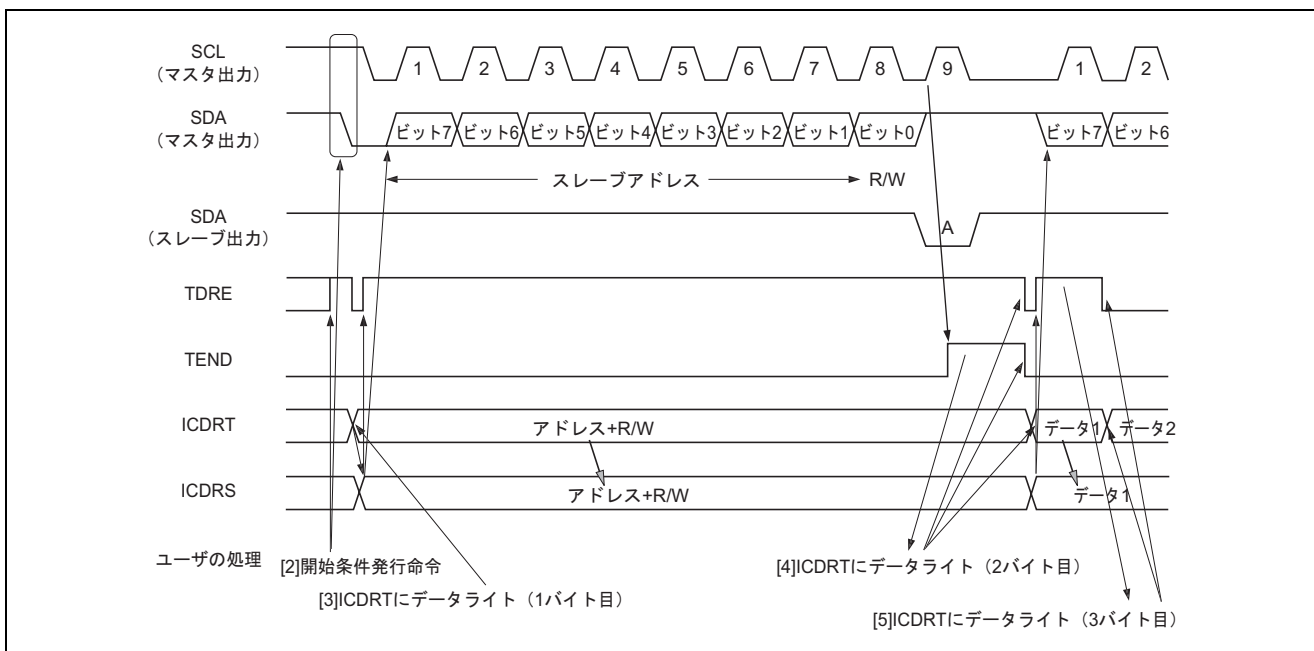 SCL
（マスタ出力）
1 2 3 4 5 6 7 8 9 1 2
SDA
（マスタ出力）
ビット7 ビット6 ビット5 ビット4 ビット3 ビット2 ビット1 ビット0 ビット7 ビット6
スレーブアドレス R/W
SDA
（スレーブ出力）
A
TDRE
TEND
ICDRT
アドレス+R/W データ1 データ2
ICDRS
アドレス+R/W データ1
ユーザの処理
[2]開始条件発行命令
[4]ICDRTにデータライト（2バイト目）
[3]ICDRTにデータライト（1バイト目）
[5]ICDRTにデータライト（3バイト目）